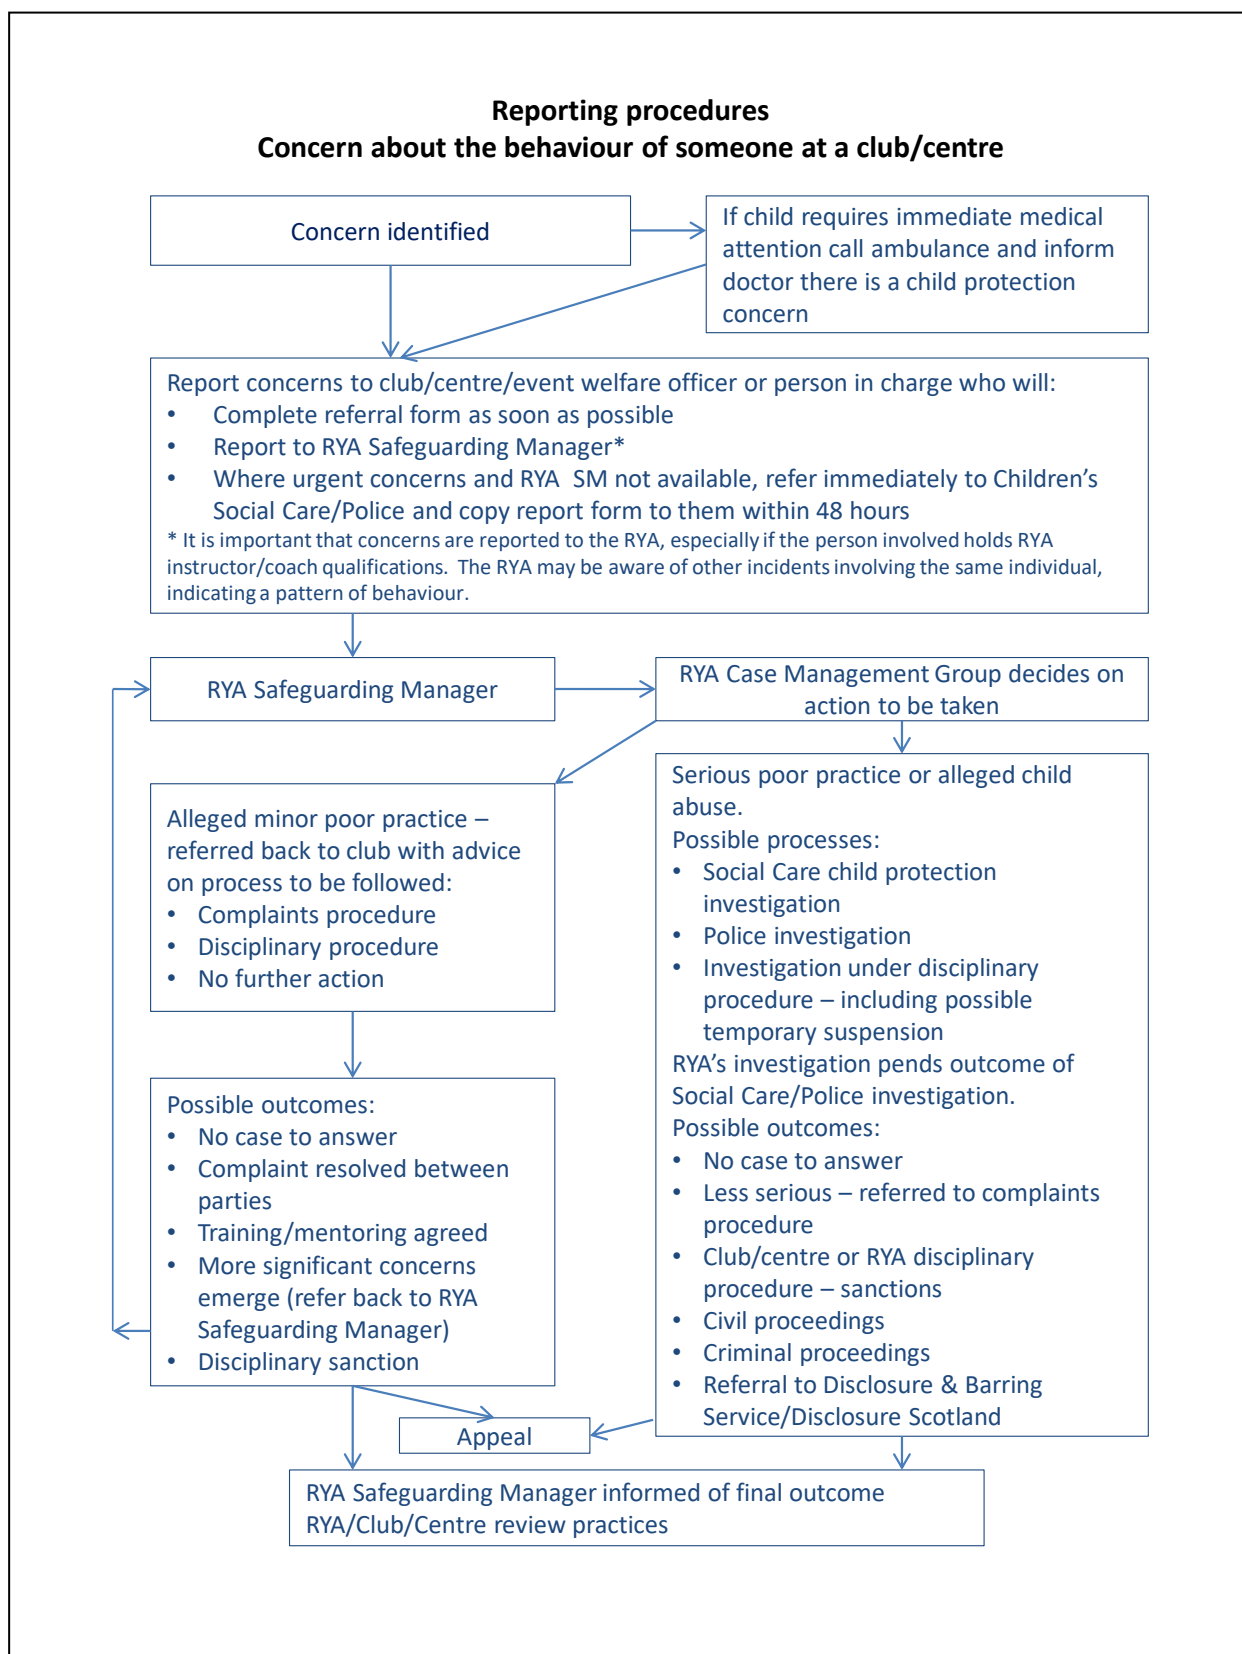 Reporting procedures
Concern about the behaviour of someone at a club/centre
Concern identified
If child requires immediate medical
attention call ambulance and inform
doctor there is a child protection
concern
Report concerns to club/centre/event welfare officer or person in charge who will:
• Complete referral form as soon as possible
• Report to RYA Safeguarding Manager*
• Where urgent concerns and RYA  SM not available, refer immediately to Children's
Social Care/Police and copy report form to them within 48 hours
* It is important that concerns are reported to the RYA, especially if the person involved holds RYA
instructor/coach qualifications.  The RYA may be aware of other incidents involving the same individual,
indicating a pattern of behaviour.
RYA Safeguarding Manager
RYA Case Management Group decides on
action to be taken
Alleged minor poor practice –
referred back to club with advice
on process to be followed:
• Complaints procedure
• Disciplinary procedure
• No further action
Serious poor practice or alleged child
abuse.
Possible processes:
• Social Care child protection
investigation
• Police investigation
• Investigation under disciplinary
procedure – including possible
temporary suspension
RYA's investigation pends outcome of
Social Care/Police investigation.
Possible outcomes:
• No case to answer
• Less serious – referred to complaints
procedure
• Club/centre or RYA disciplinary
procedure – sanctions
• Civil proceedings
• Criminal proceedings
• Referral to Disclosure & Barring
Service/Disclosure Scotland
Possible outcomes:
• No case to answer
• Complaint resolved between
parties
• Training/mentoring agreed
• More significant concerns
emerge (refer back to RYA
Safeguarding Manager)
• Disciplinary sanction
Appeal
RYA Safeguarding Manager informed of final outcome
RYA/Club/Centre review practices